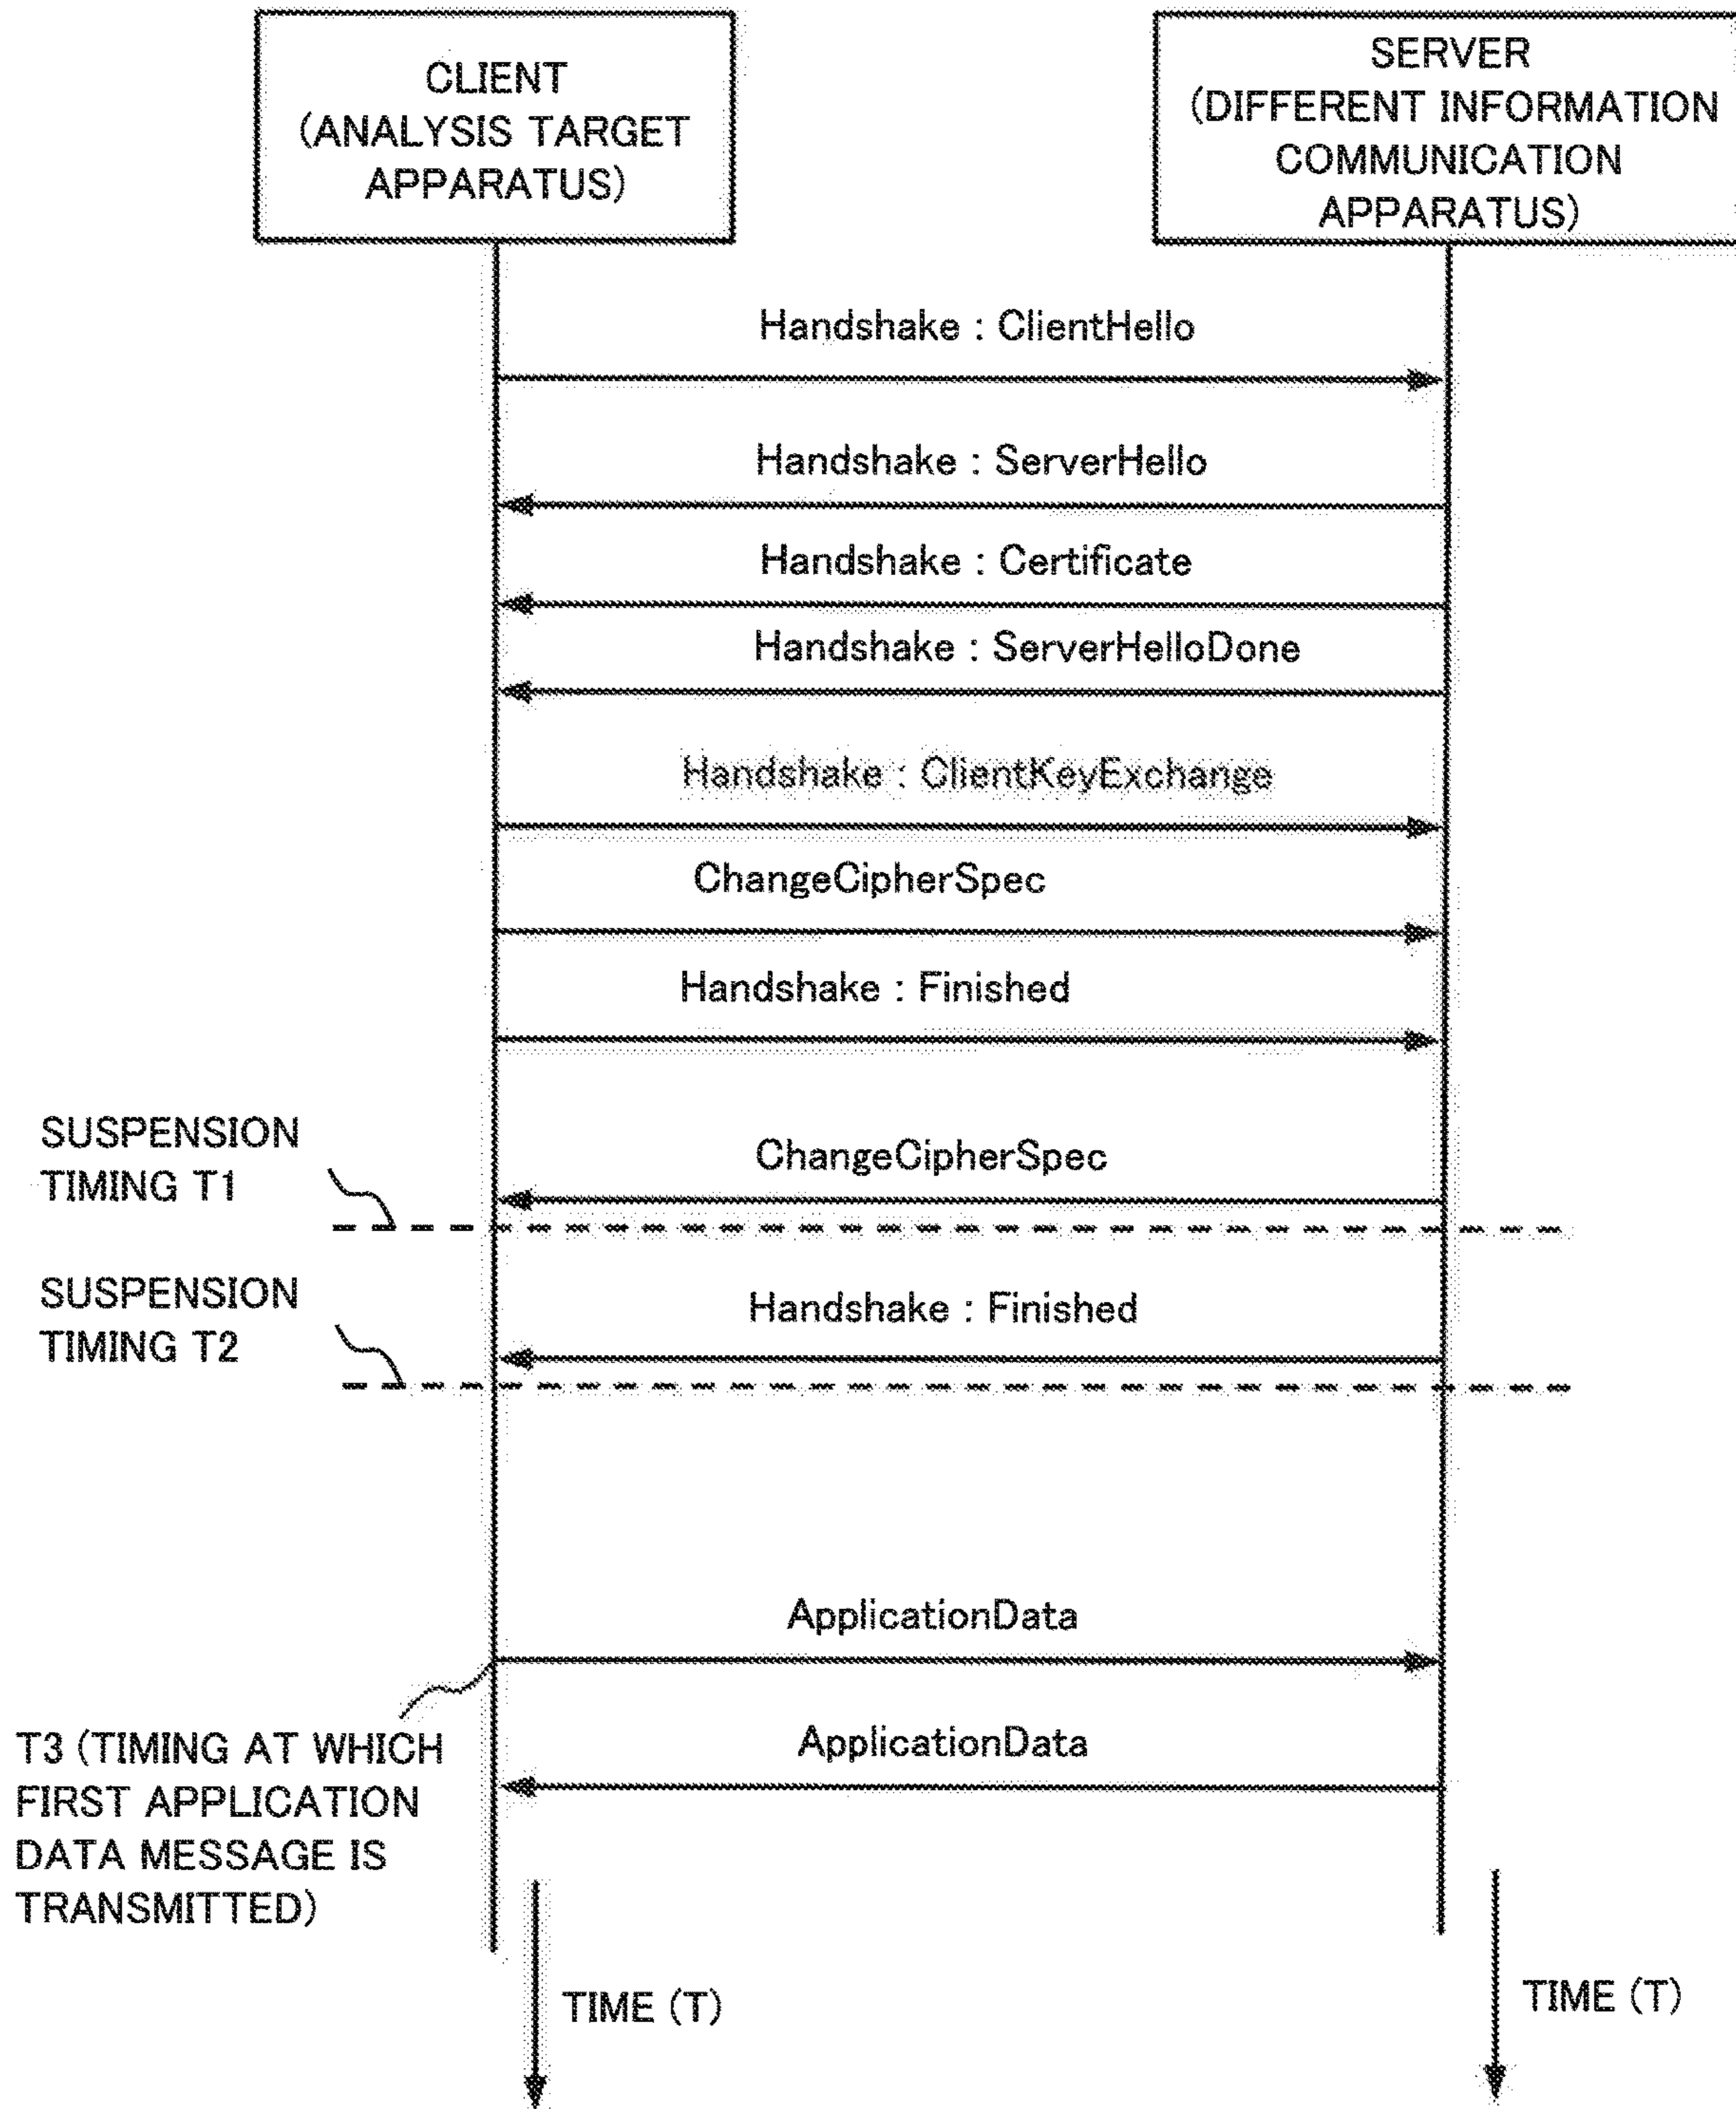 CLIENT
(ANALYSIS TARGET
APPARATUS)
SERVER
(DIFFERENT INFORMATION
COMMUNICATION
APPARATUS)
Handshake : ClientHello
Handshake : ServerHello
Handshake : Certificate
Handshake : ServerHelloDone
Handshake : ClientKeyExchange
ChangeCipherSpec
Handshake : Finished
SUSPENSION
TIMING T1
ChangeCipherSpec
SUSPENSION
TIMING T2
Handshake : Finished
ApplicationData
T3 (TIMING AT WHICH
FIRST APPLICATION
DATA MESSAGE IS
TRANSMITTED)
ApplicationData
TIME (T)
TIME (T)